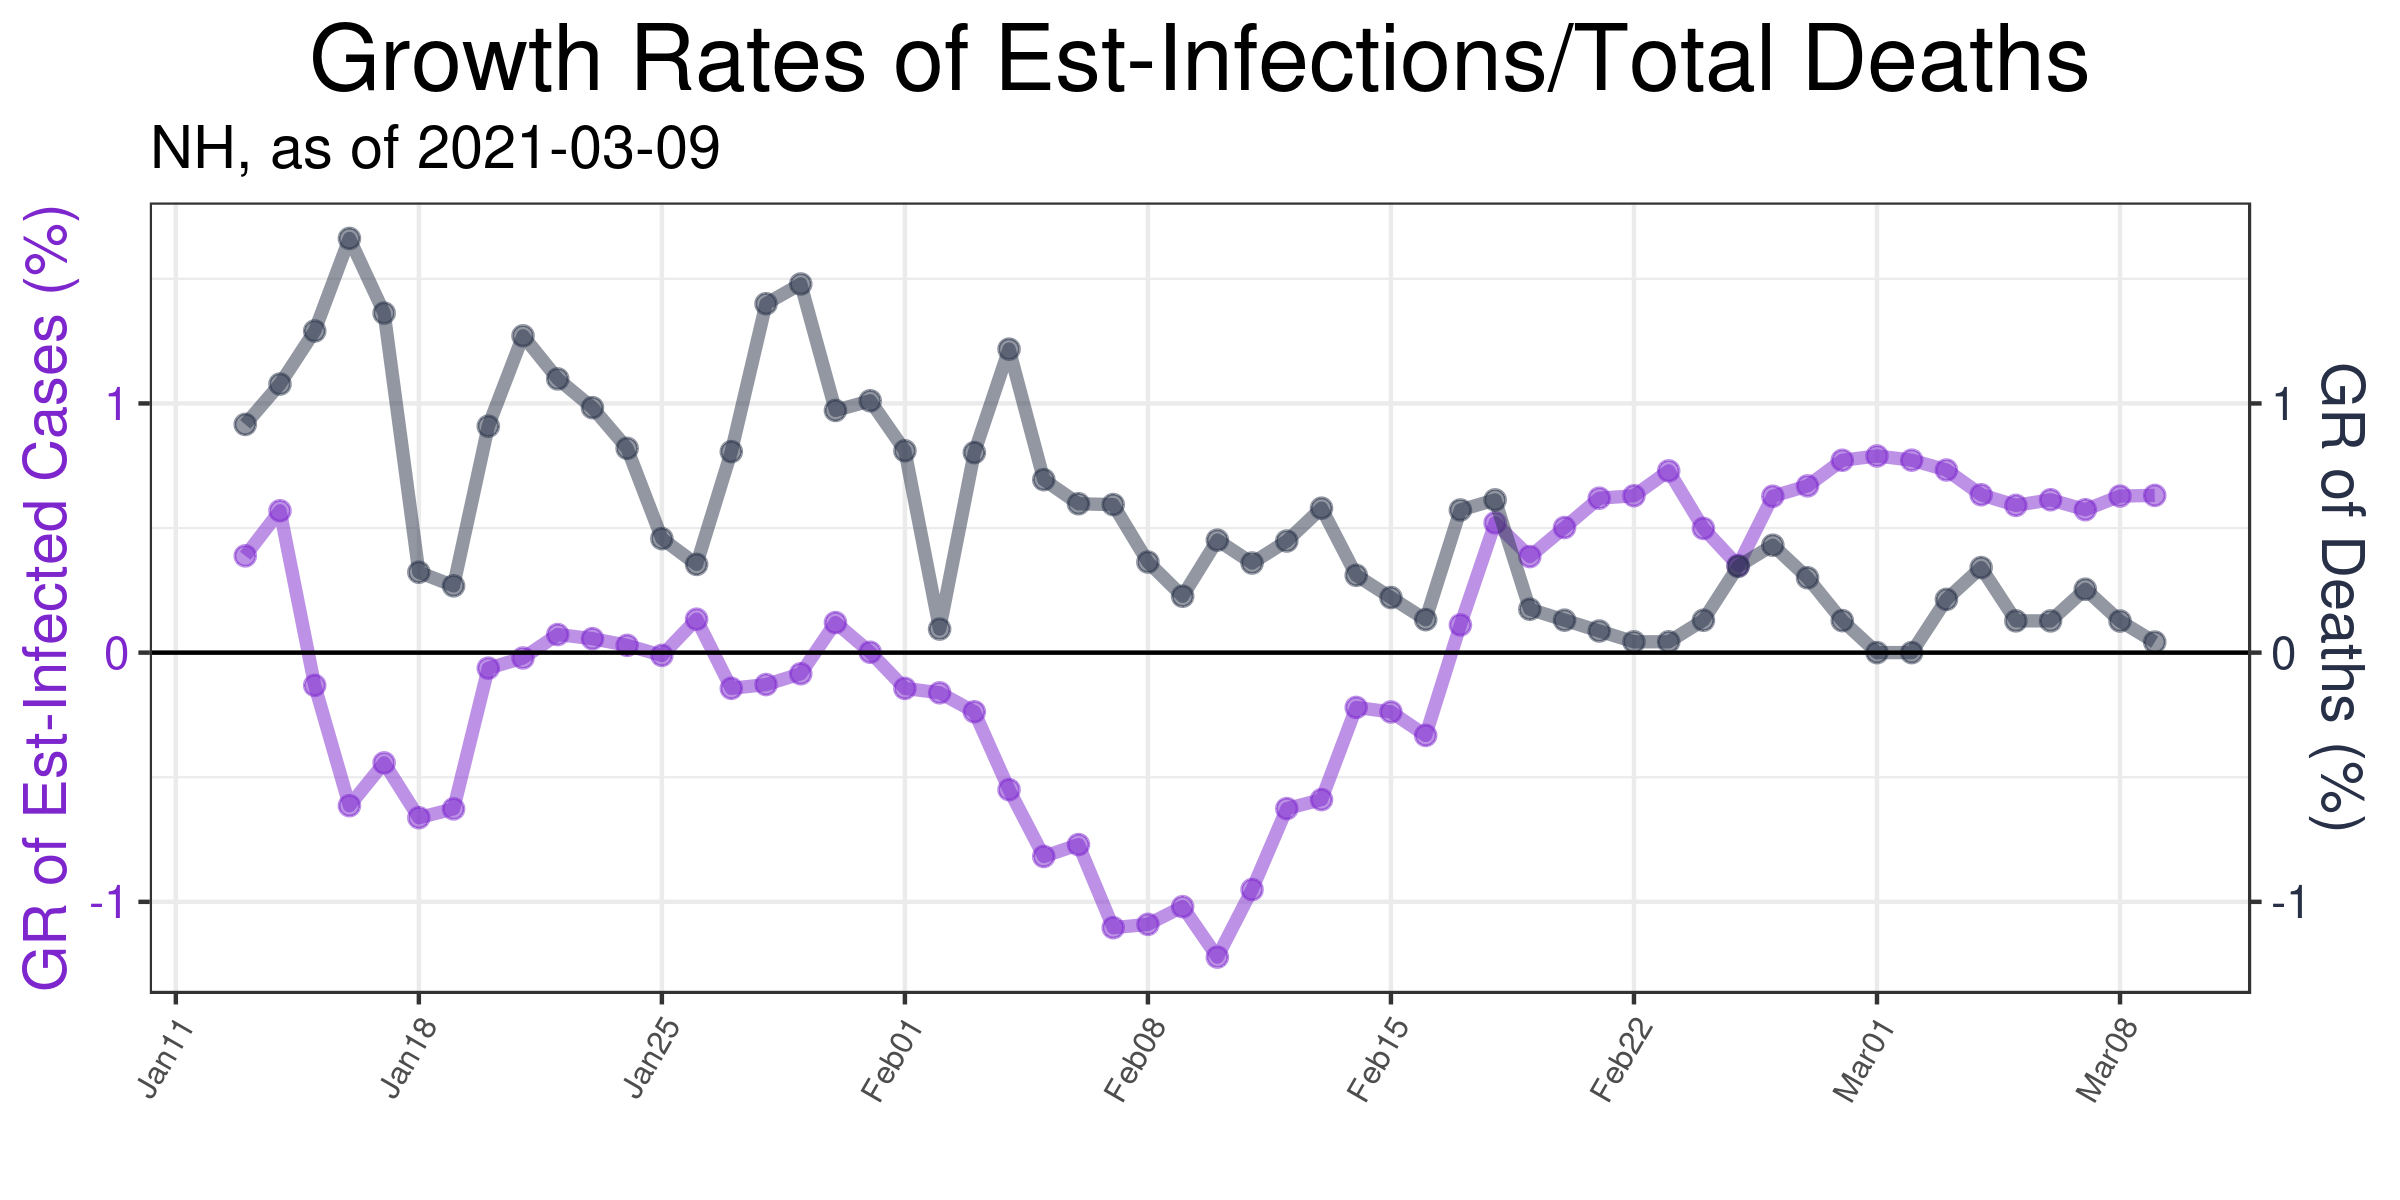 Growth Rates of Est-Infections/Total Deaths
NH, as of 2021-03-09
GR of Est-Infected Cases (%)
1
0
-1
1
0
-1
GR of Deaths (%)
Jan11
Jan18
Jan25
Feb01
Feb08
Feb15
Feb22
Mar01
Mar08